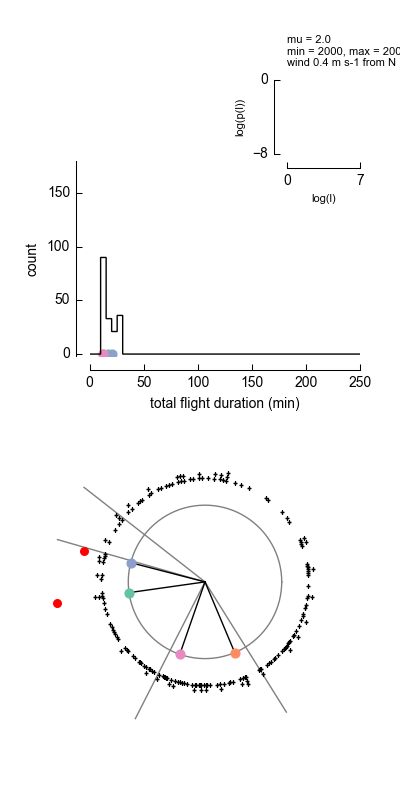 mu = 2.0
min = 2000, max = 200
wind 0.4 m s-1 from N
0
−8
log(p(l))
0 7
log(l)
150
100
50
0
count
0 50 100 150 200 250
total flight duration (min)